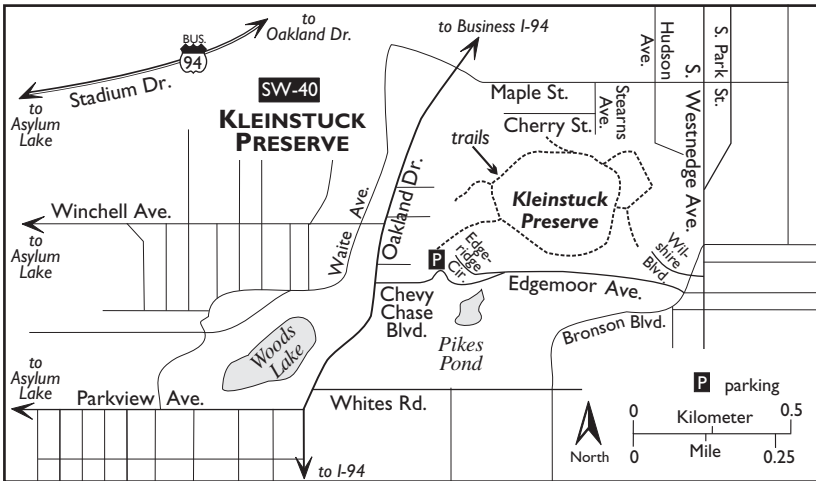 to
Oakland Dr.
BUS.
94
Stadium Dr.
to
Asylum
Lake
SW-40
KLEINSTUCK
PRESERVE
to Business I-94
Hudson
Ave.
S. Park St.
S. Westnedge Ave.
Maple St.
Stearns
Ave.
Cherry St.
trails
Kleinstuck
Preserve
Winchell Ave.
to
Asylum
Lake
Waite Ave.
Oakland Dr.
P
Edge-
ridge
Cir.
Wil-
shire
Blvd.
Edgemoor Ave.
Chevy
Chase
Blvd.
Pikes
Pond
Bronson Blvd.
Woods
Lake
to
Asylum
Lake
Parkview Ave.
Whites Rd.
to I-94
P parking
North
0 0.5
Kilometer
Mile
0 0.25